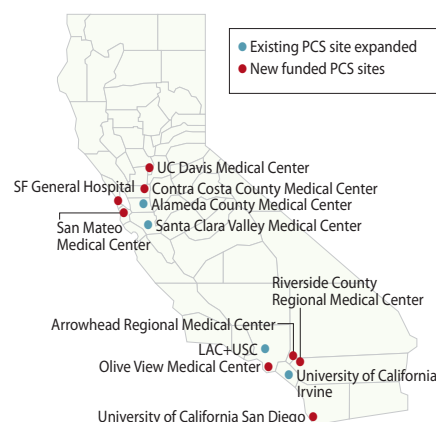 Existing PCS site expanded
New funded PCS sites
UC Davis Medical Center
SF General Hospital
Contra Costa County Medical Center
Alameda County Medical Center
San Mateo
Medical Center
Santa Clara Valley Medical Center
Riverside County
Regional Medical Center
Arrowhead Regional Medical Center
LAC+USC
Olive View Medical Center
University of California
Irvine
University of California San Diego